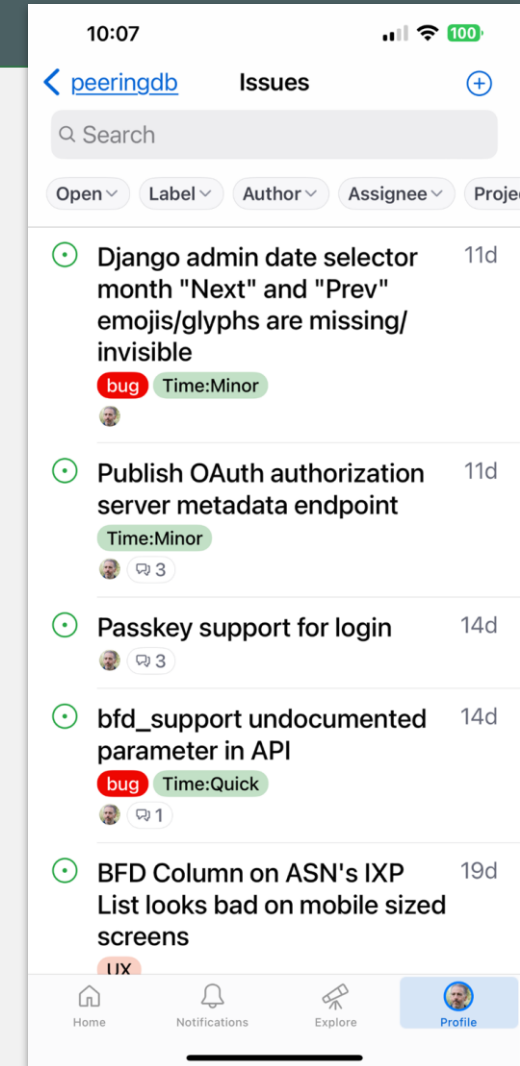 10:07
100
peeringdb
Issues
Search
Open
Label
Author
Assignee
Proje
Django admin date selector
11d
month "Next" and "Prev"
emojis/glyphs are missing/
invisible
bug
Time:Minor
Publish OAuth authorization
11d
server metadata endpoint
Time:Minor
3
Passkey support for login
14d
3
bfd_support undocumented
14d
parameter in API
bug
Time:Quick
1
BFD Column on ASN's IXP
19d
List looks bad on mobile sized
screens
UX
Home
Notifications
Explore
Profile